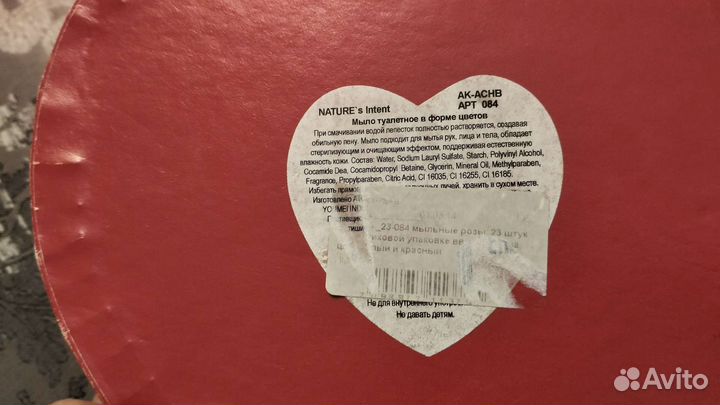 NATURE`s Intent
AK-ACHB
АРТ 084
Мыло туалетное в форме цветов
При смачивании водой лепесток полностью растворяется, создавая
обильную пену. Мыло подходит для мытья рук, лица и тела, обладает
стерилизующим и очищающим эффектом, поддерживая естественную
влажность кожи. Состав: Water, Sodium Lauryl Sulfate, Starch, Polyvinyl Alcohol,
Cocamide Dea, Cocamidopropyl Betaine, Glycerin, Mineral Oil, Methylparaben,
Fragrance, Propylparaben, Citric Acid, CI 16035, CI 16255, CI 16185.
Избегать хранить в сухом месте.
Изготовлено
23 084 мыльные розы, 23 штук
упаковке
и красный
Не для внутреннего
Не давать детям.
Avito